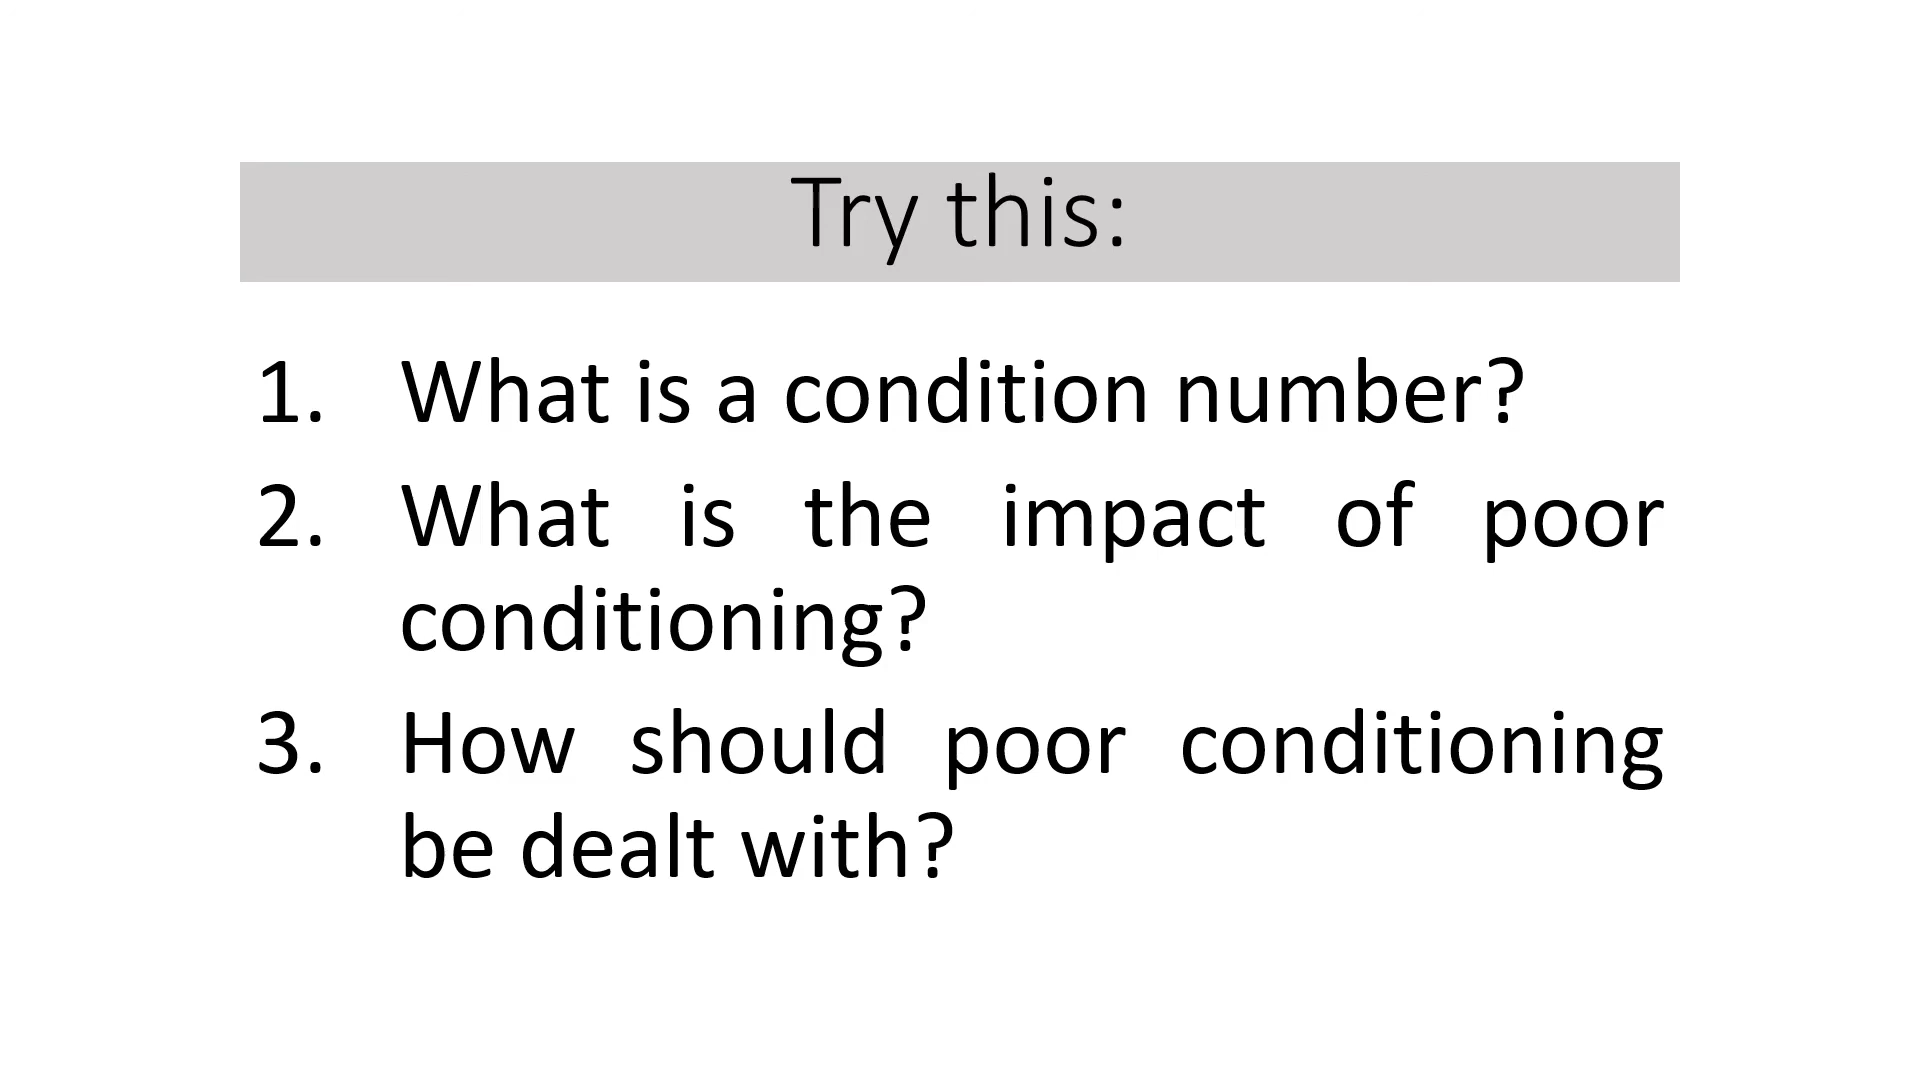 Try this:
1. What is a condition number?
2. What is the impact of poor
conditioning?
3. How should poor conditioning
be dealt with?